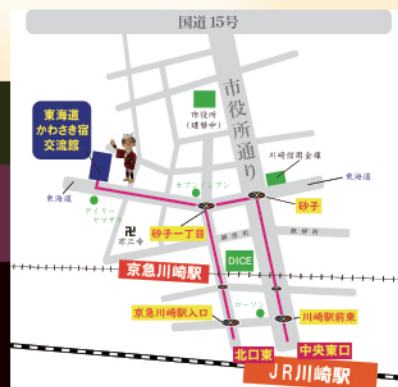 国道15号
市役所通り
市役所
(建替中)
東海道
かわさき宿
交流館
川崎信用金庫
セブンイレブン
東海道
東海道
砂子
デイリー
ヤマザキ
砂子一丁目
卍
宗三寺
DICE
京急川崎駅
ローソン
京急川崎駅入口
川崎駅前東
北口東
中央東口
JR川崎駅